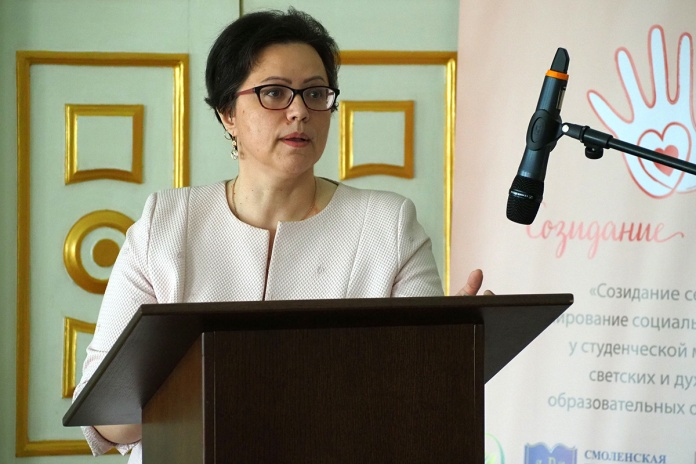 Созидание
«Созидание со
ирование социаль
у студенческой м
светских и дух
образовательных о
СМОЛЕНСКАЯ